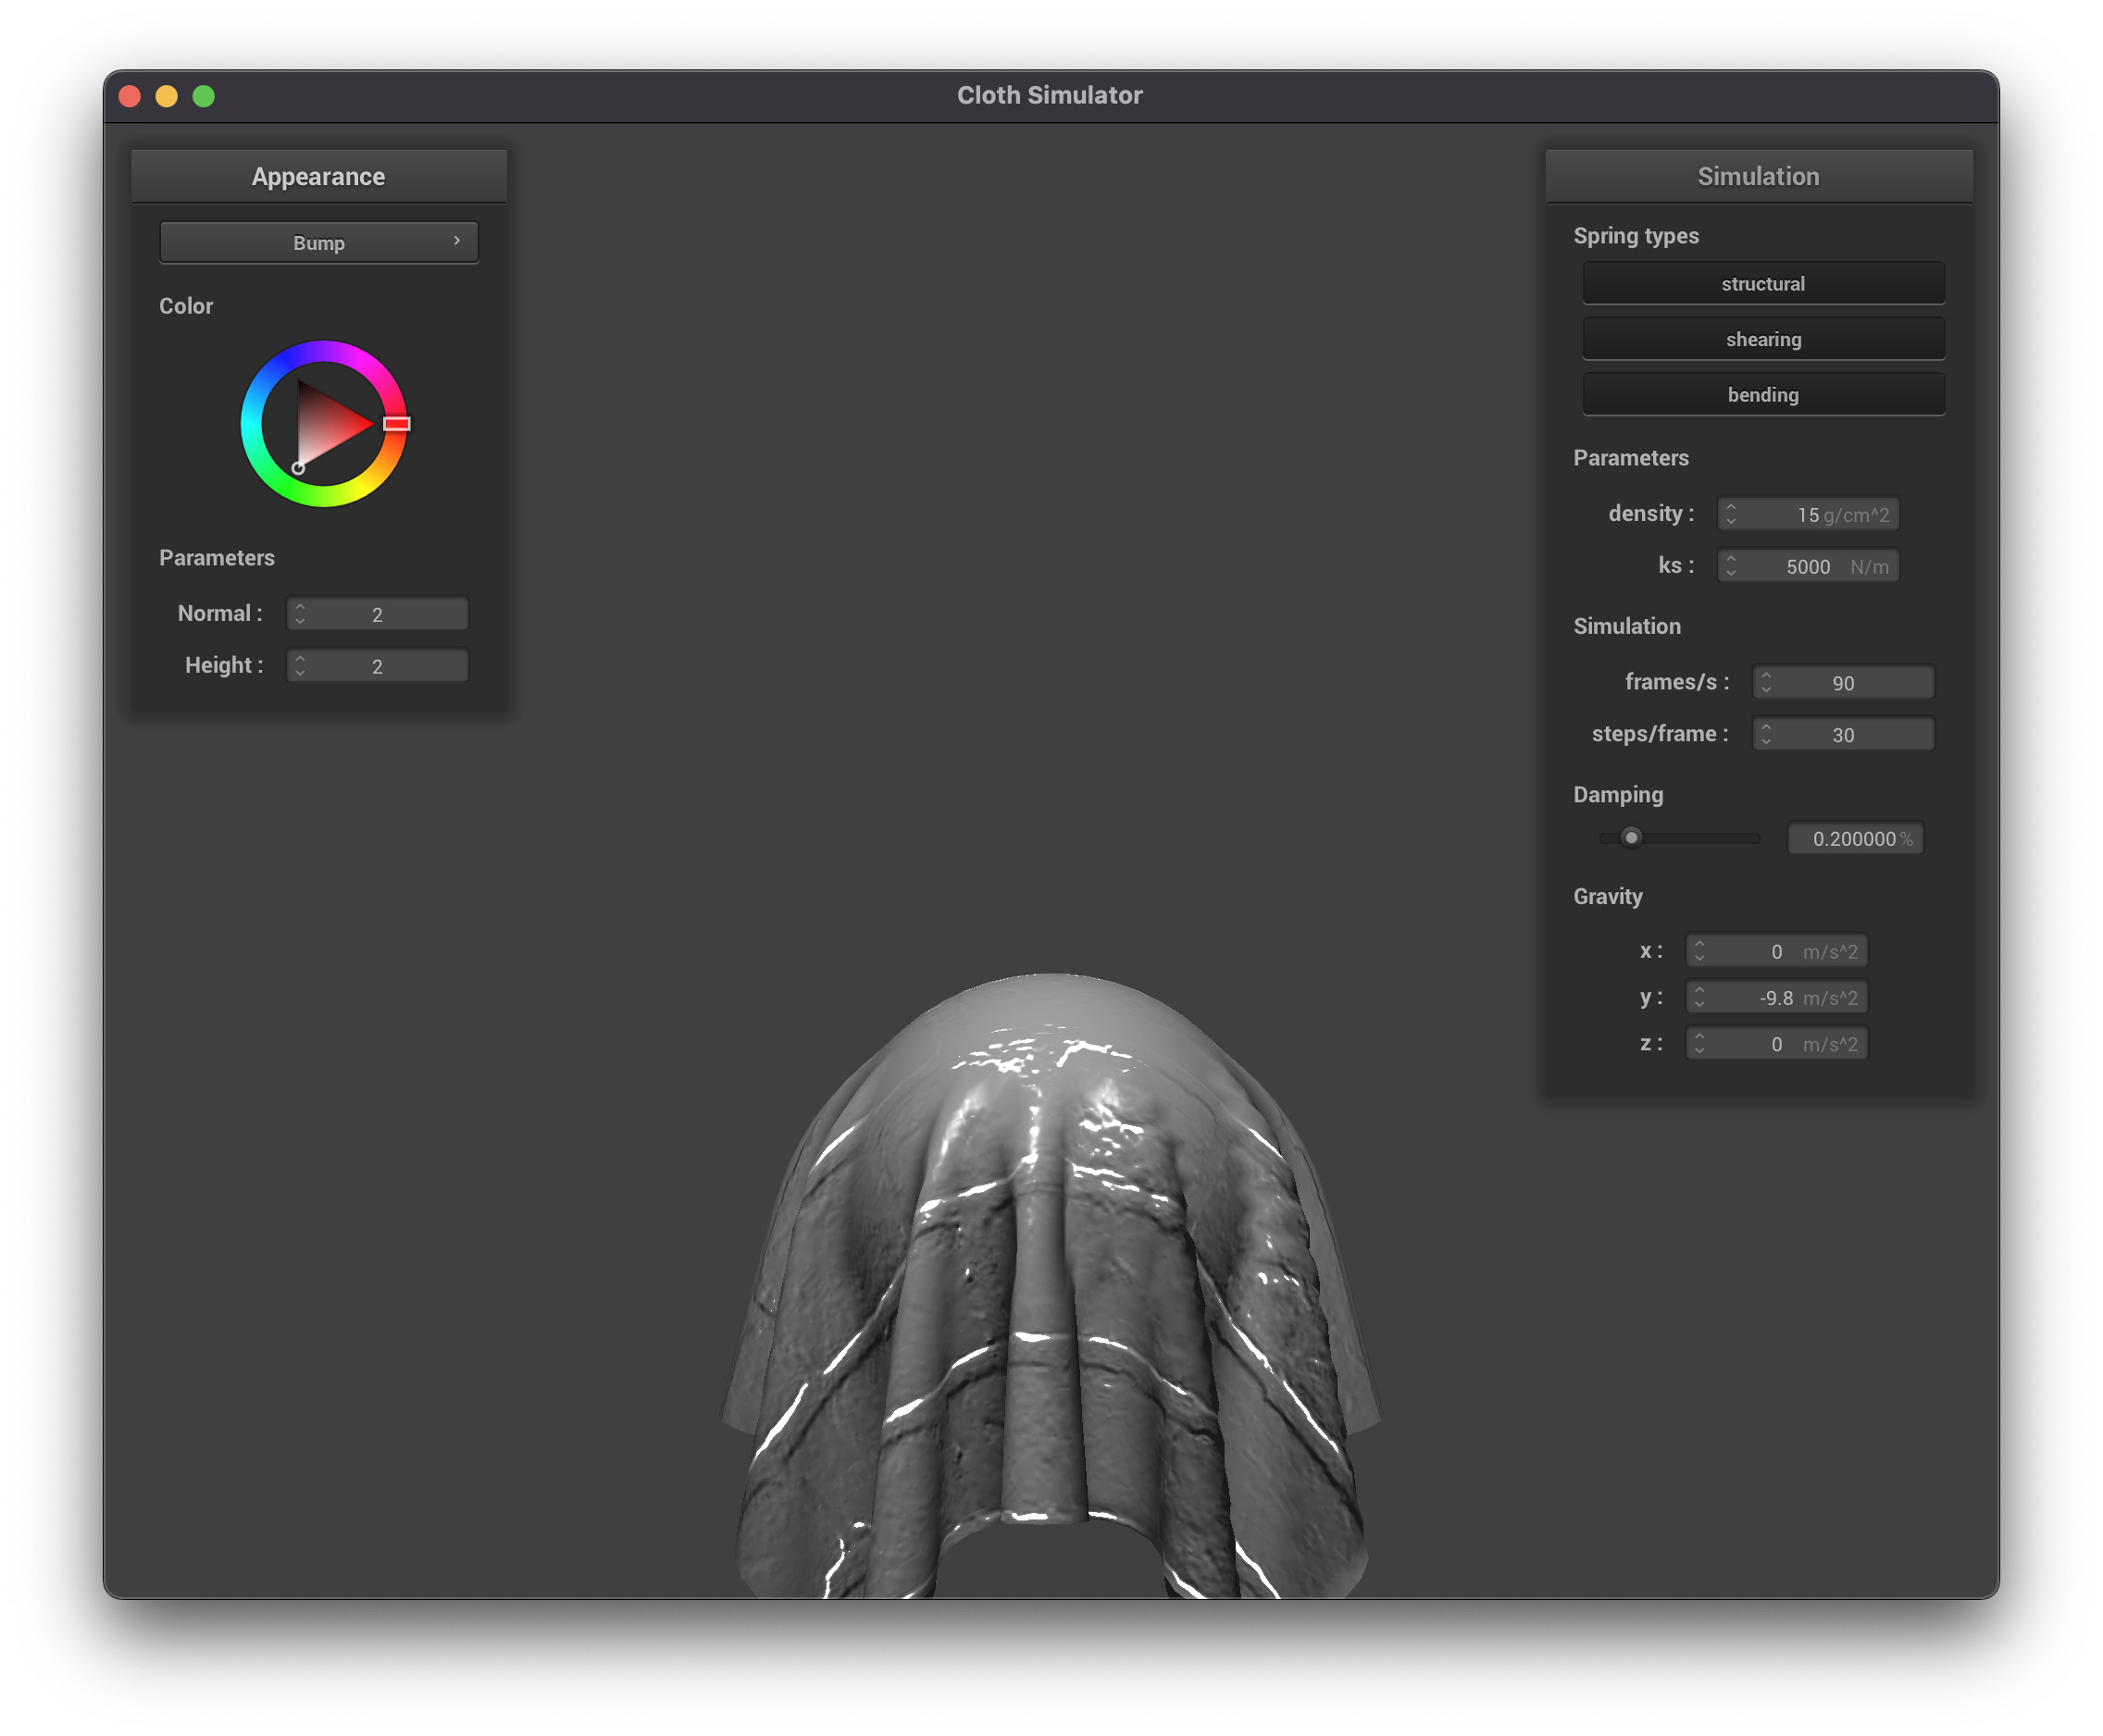 Cloth Simulator
Appearance
Bump
Color
Parameters
Normal : 2
Height : 2
Simulation
Spring types
structural
shearing
bending
Parameters
density : 15 g/cm^2
ks : 5000 N/m
Simulation
frames/s : 90
steps/frame : 30
Damping
0.200000 %
Gravity
x : 0 m/s^2
y : -9.8 m/s^2
z : 0 m/s^2